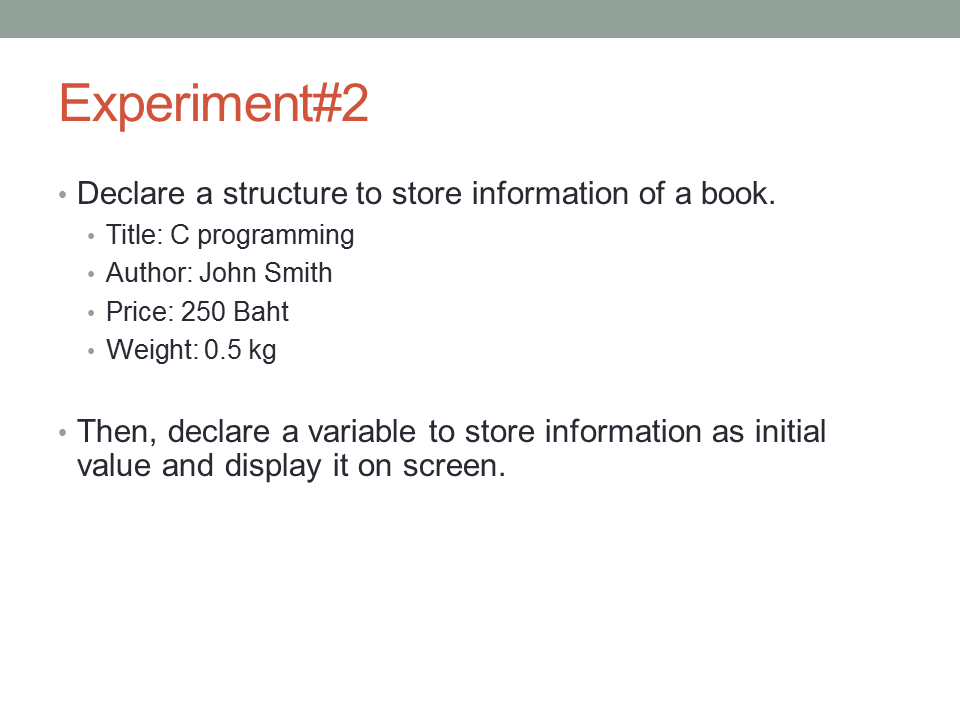 Experiment#2
• Declare a structure to store information of a book.
• Title: C programming
• Author: John Smith
• Price: 250 Baht
• Weight: 0.5 kg
• Then, declare a variable to store information as initial
value and display it on screen.